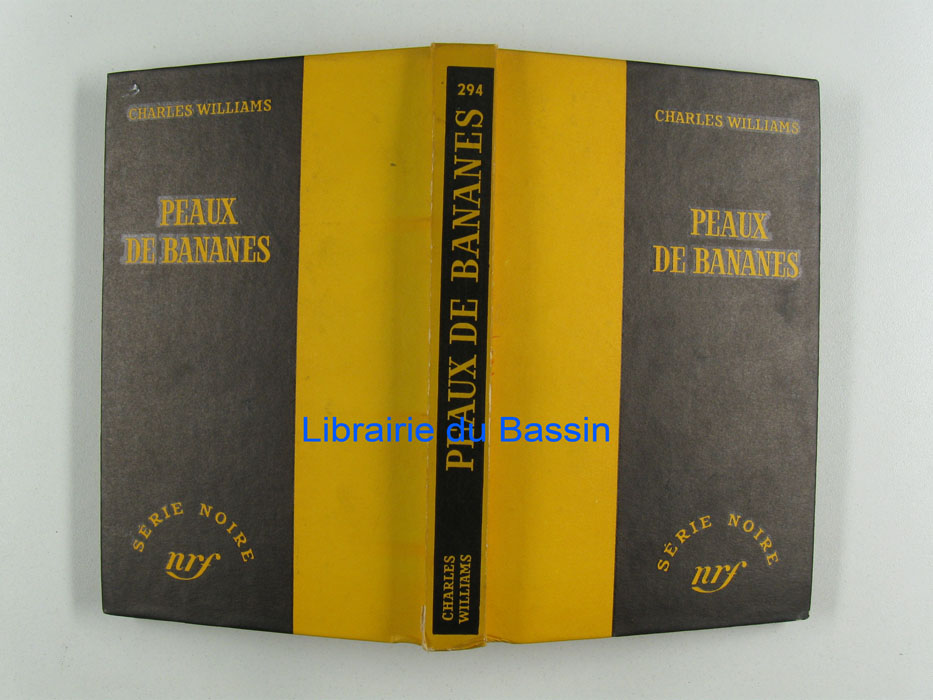 CHARLES WILLIAMS
PEAUX
DE BANANES
SÉRIE NOIRE
nrf
294
PEAUX DE BANANES
CHARLES
WILLIAMS
CHARLES WILLIAMS
PEAUX
DE BANANES
SÉRIE NOIRE
nrf
Librairie du Bassin